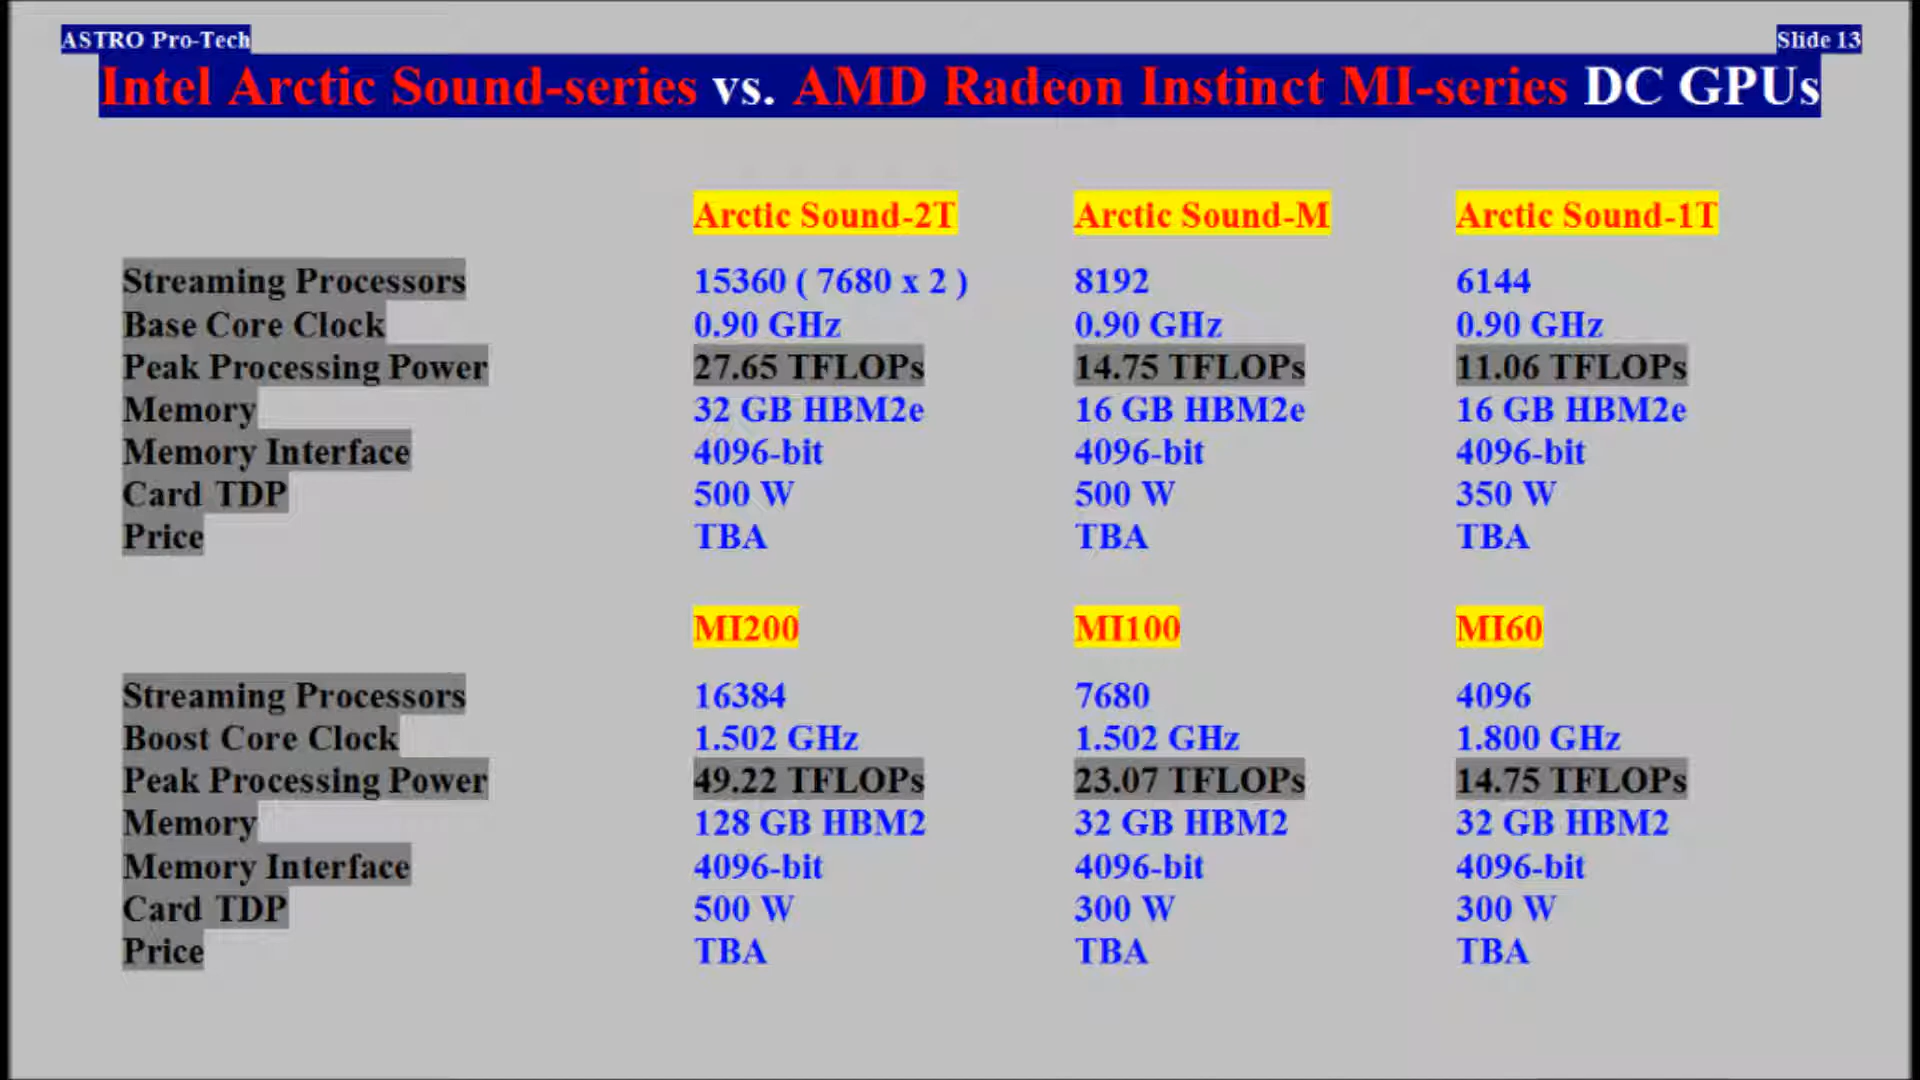 ASTRO Pro-Tech Slide 13
Intel Arctic Sound-series vs. AMD Radeon Instinct MI-series DC GPUs
Arctic Sound-2T Arctic Sound-M Arctic Sound-1T
Streaming Processors 15360 ( 7680 x 2 ) 8192 6144
Base Core Clock 0.90 GHz 0.90 GHz 0.90 GHz
Peak Processing Power 27.65 TFLOPs 14.75 TFLOPs 11.06 TFLOPs
Memory 32 GB HBM2e 16 GB HBM2e 16 GB HBM2e
Memory Interface 4096-bit 4096-bit 4096-bit
Card TDP 500 W 500 W 350 W
Price TBA TBA TBA
MI200 MI100 MI60
Streaming Processors 16384 7680 4096
Boost Core Clock 1.502 GHz 1.502 GHz 1.800 GHz
Peak Processing Power 49.22 TFLOPs 23.07 TFLOPs 14.75 TFLOPs
Memory 128 GB HBM2 32 GB HBM2 32 GB HBM2
Memory Interface 4096-bit 4096-bit 4096-bit
Card TDP 500 W 300 W 300 W
Price TBA TBA TBA